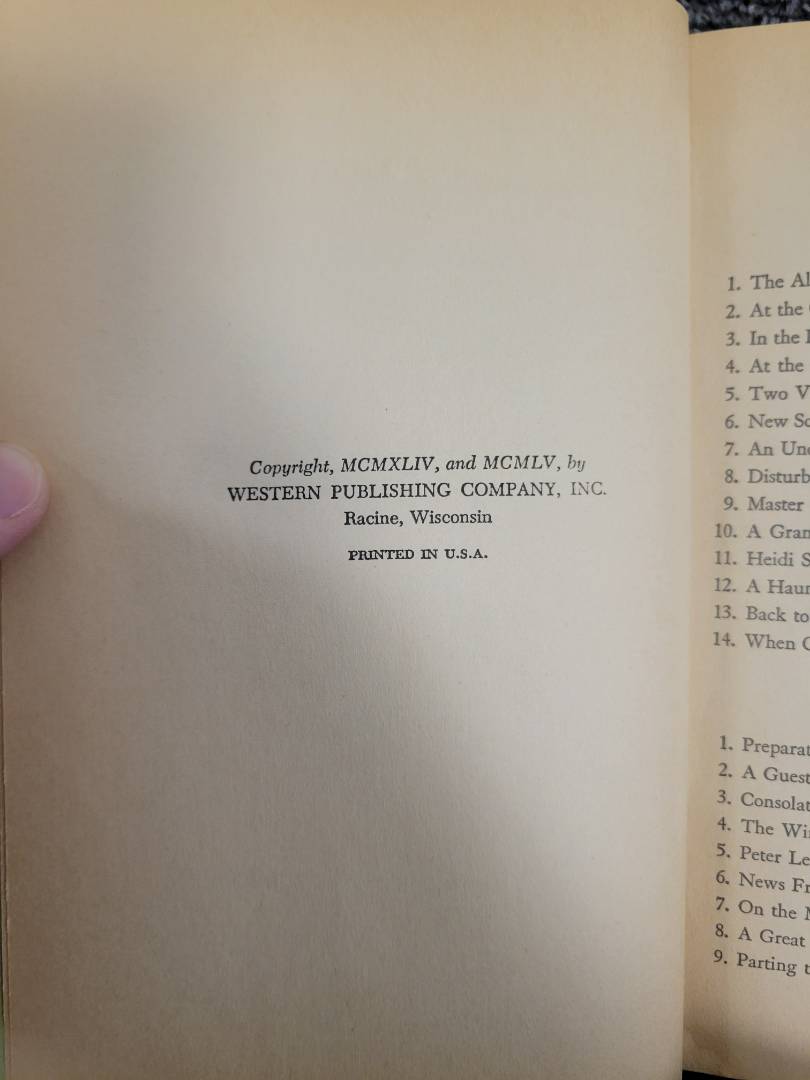 Copyright, MCMXLIV, and MCMLV, by
WESTERN PUBLISHING COMPANY, INC.
Racine, Wisconsin
PRINTED IN U.S.A.
1. The
2. At the
3. In the
4. At the
5. Two
6. New
7. An
8.
9. Master
10. A
11. Heidi
12. A
13. Back to
14. When
1.
2. A Guest
3.
4. The
5. Peter
6. News
7. On the
8. A Great
9. Parting